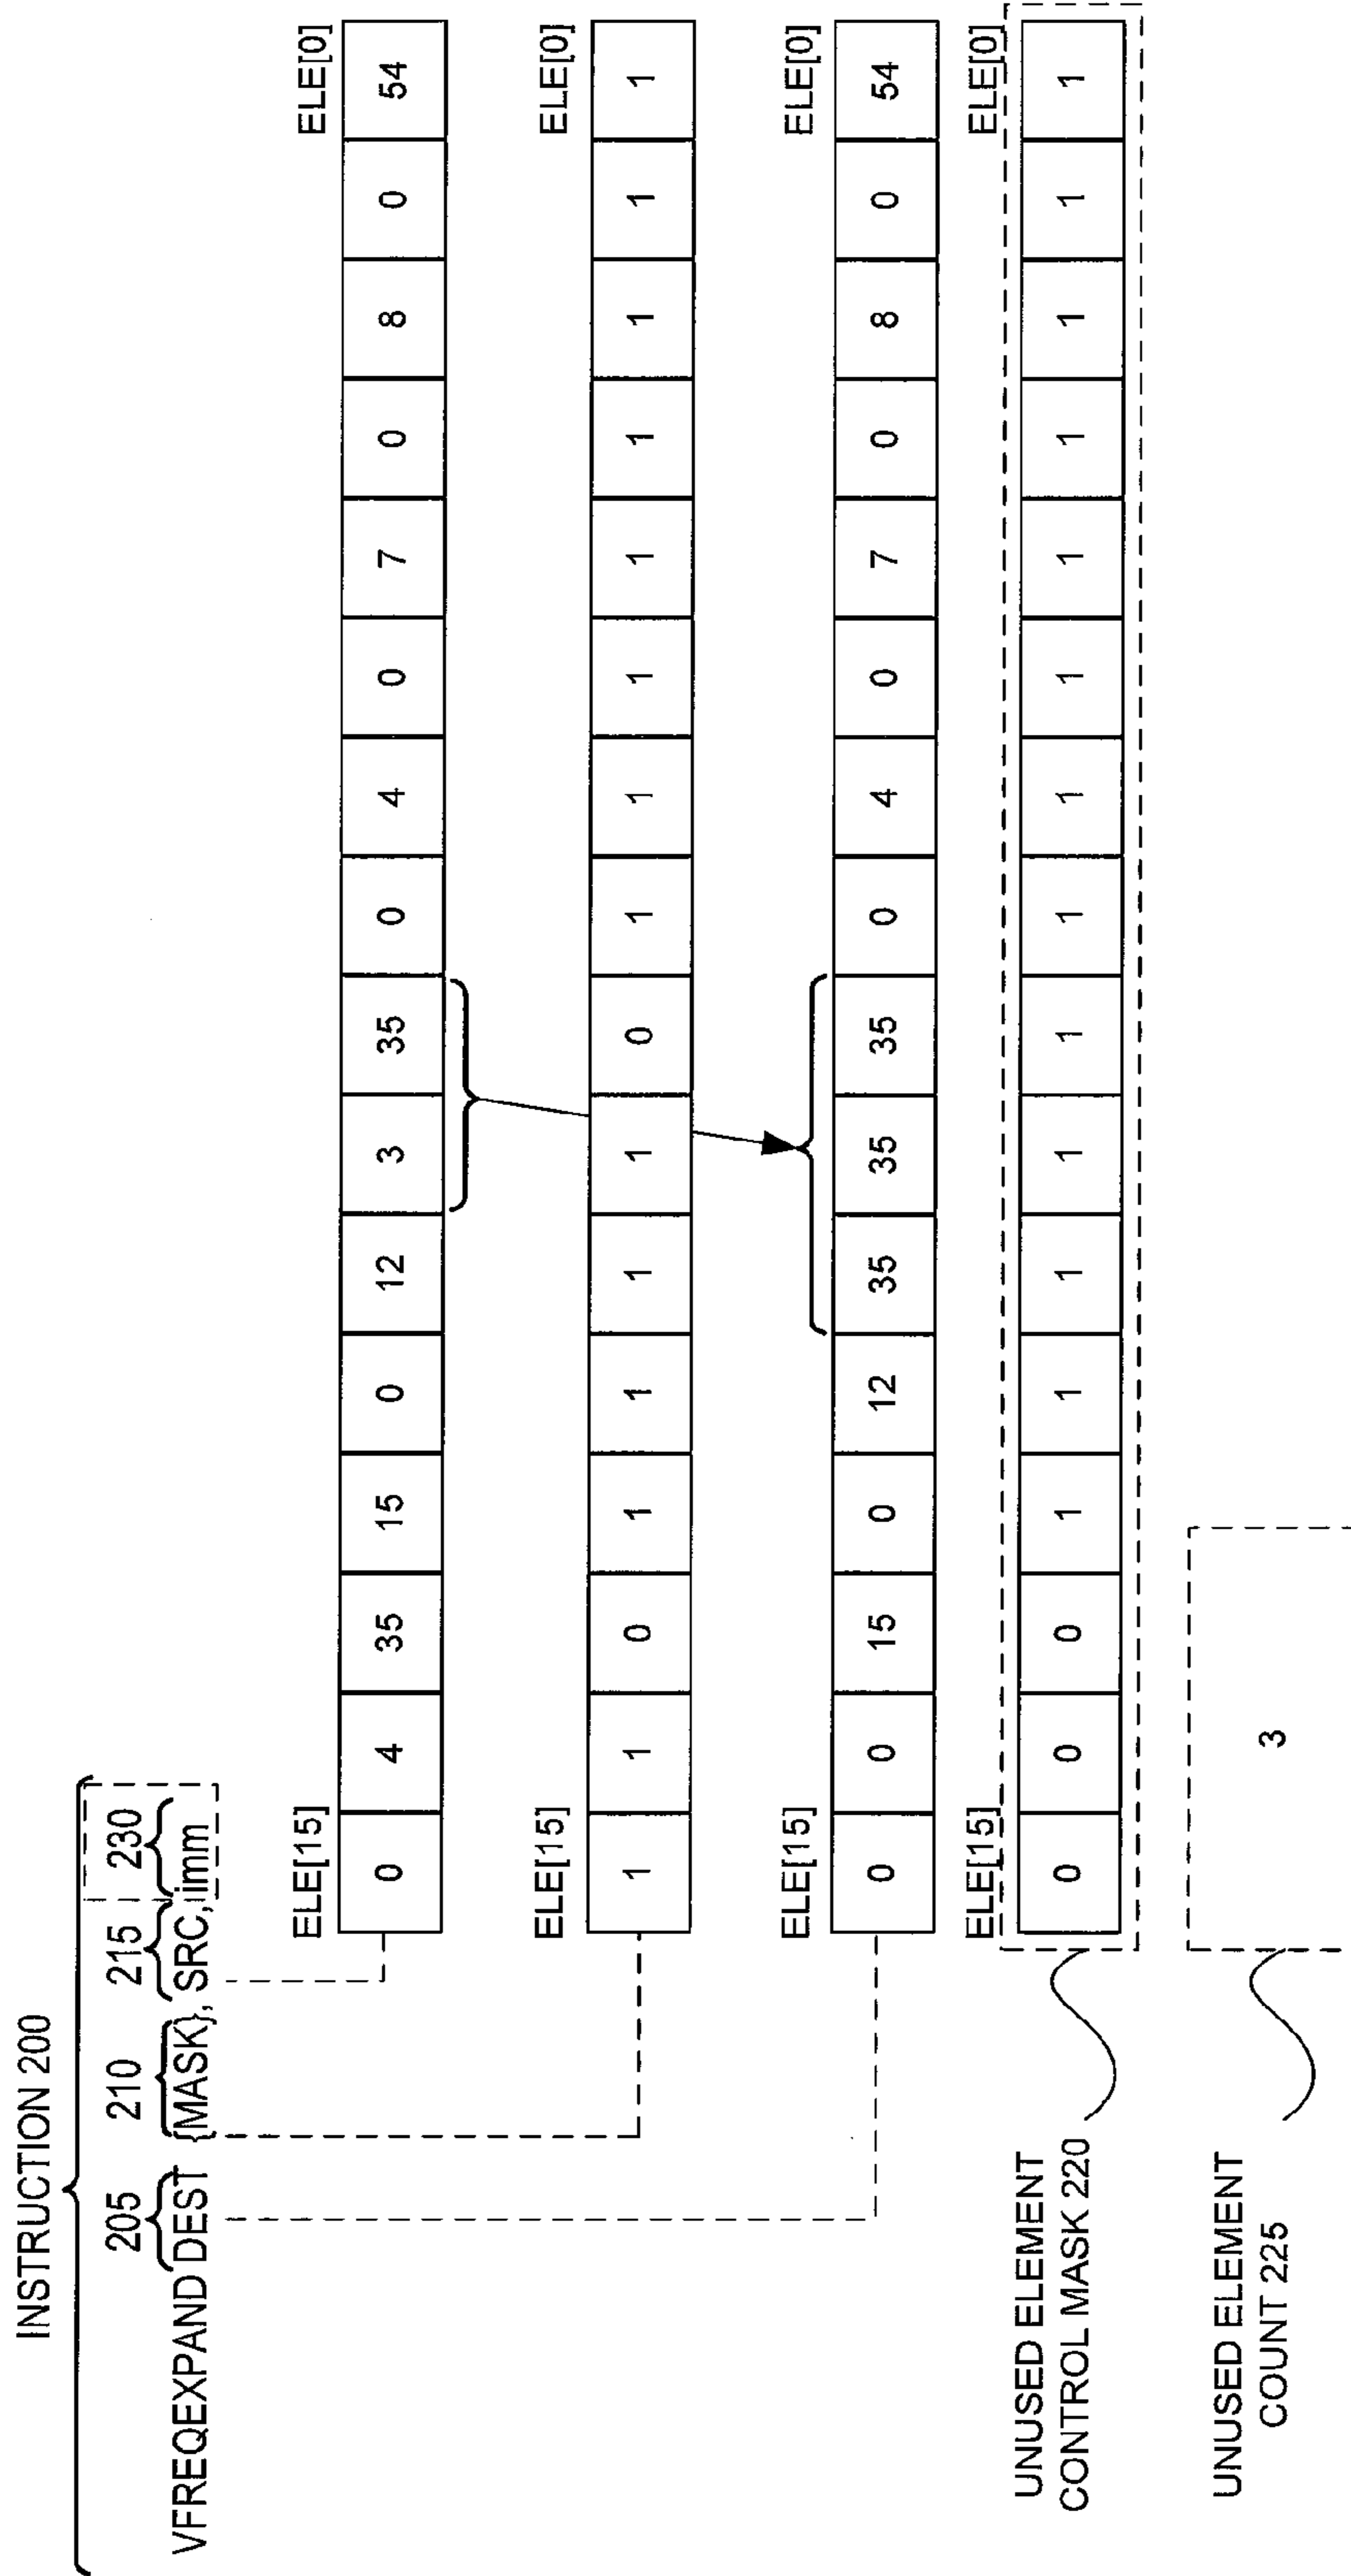 INSTRUCTION 200
205 210 215 230
VFREQEXPAND DEST {MASK}, SRC, imm
ELE[15] ELE[0]
0 4 35 15 0 12 3 35 0 4 0 7 0 8 0 54
ELE[15] ELE[0]
1 1 0 1 1 1 1 0 1 1 1 1 1 1 1 1
ELE[15] ELE[0]
0 0 15 0 12 35 35 35 0 4 0 7 0 8 0 54
ELE[15] ELE[0]
UNUSED ELEMENT
CONTROL MASK 220
0 0 0 1 1 1 1 1 1 1 1 1 1 1 1 1
UNUSED ELEMENT
COUNT 225
3